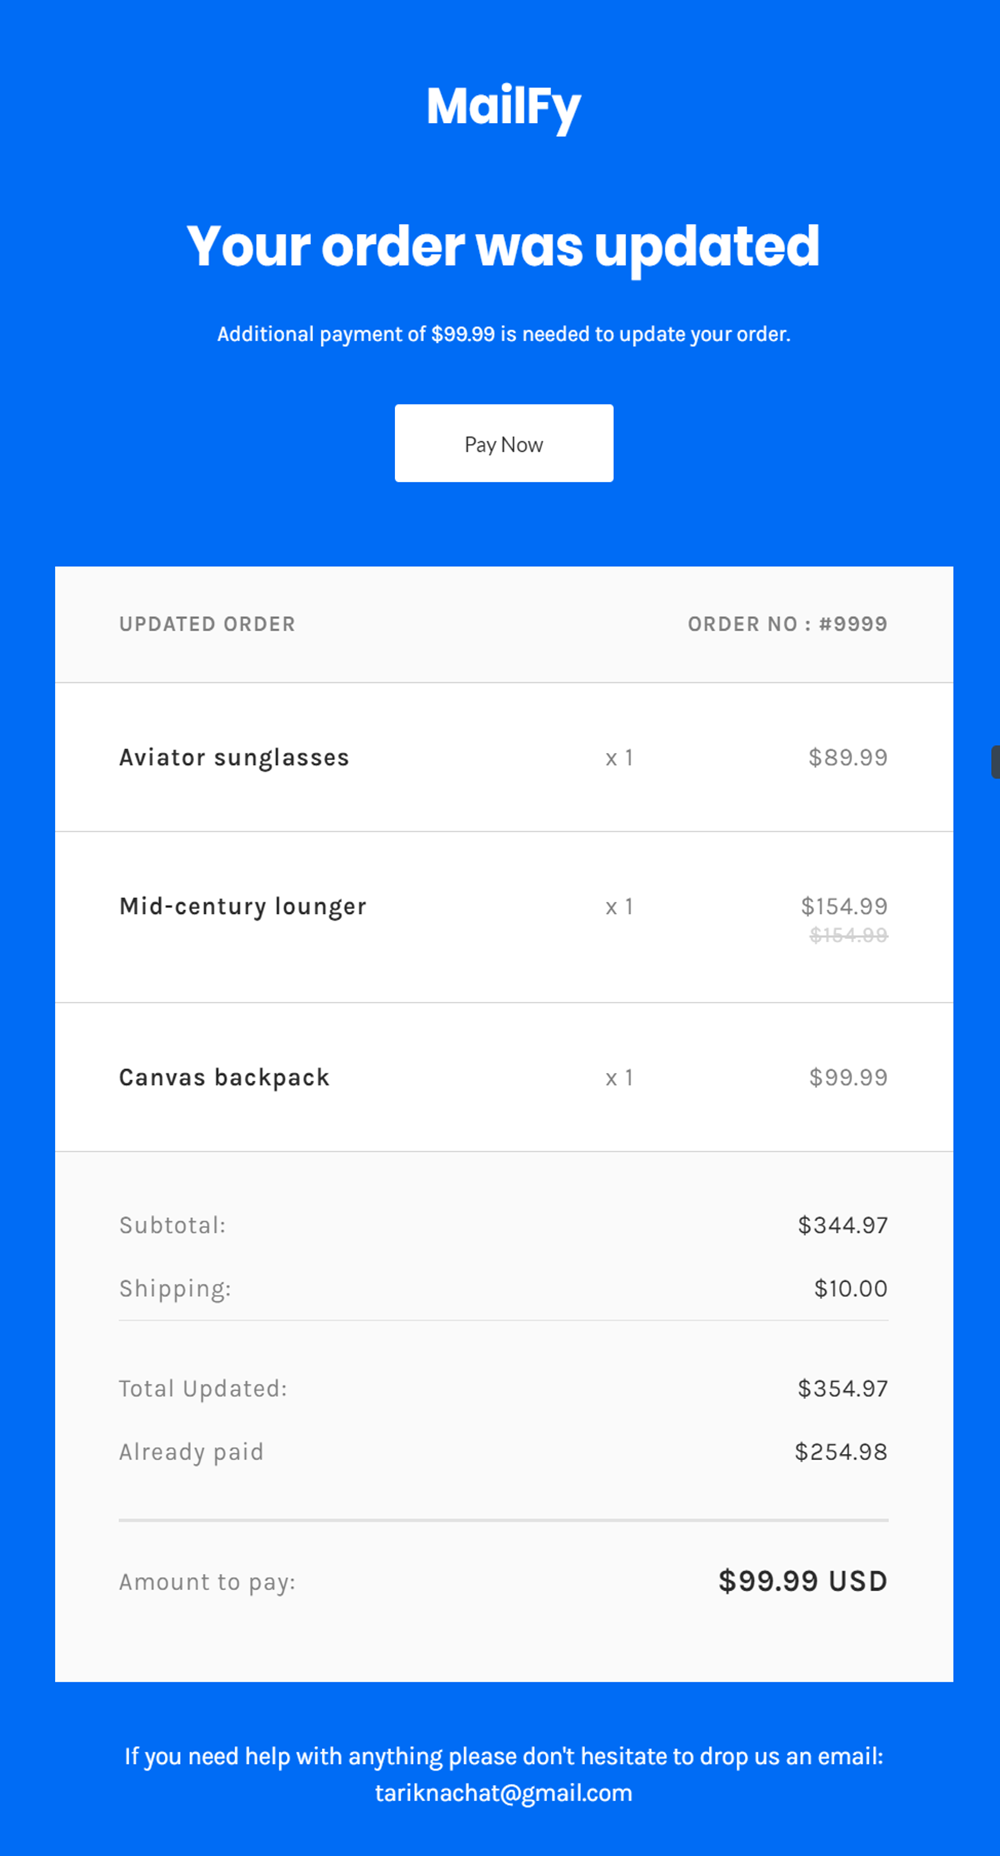 MailFy
Your order was updated
Additional payment of $99.99 is needed to update your order.
Pay Now
UPDATED ORDER ORDER NO : #9999
Aviator sunglasses x 1 $89.99
Mid-century lounger x 1 $154.99
$154.99
Canvas backpack x 1 $99.99
Subtotal: $344.97
Shipping: $10.00
Total Updated: $354.97
Already paid $254.98
Amount to pay: $99.99 USD
If you need help with anything please don't hesitate to drop us an email:
tariknachat@gmail.com